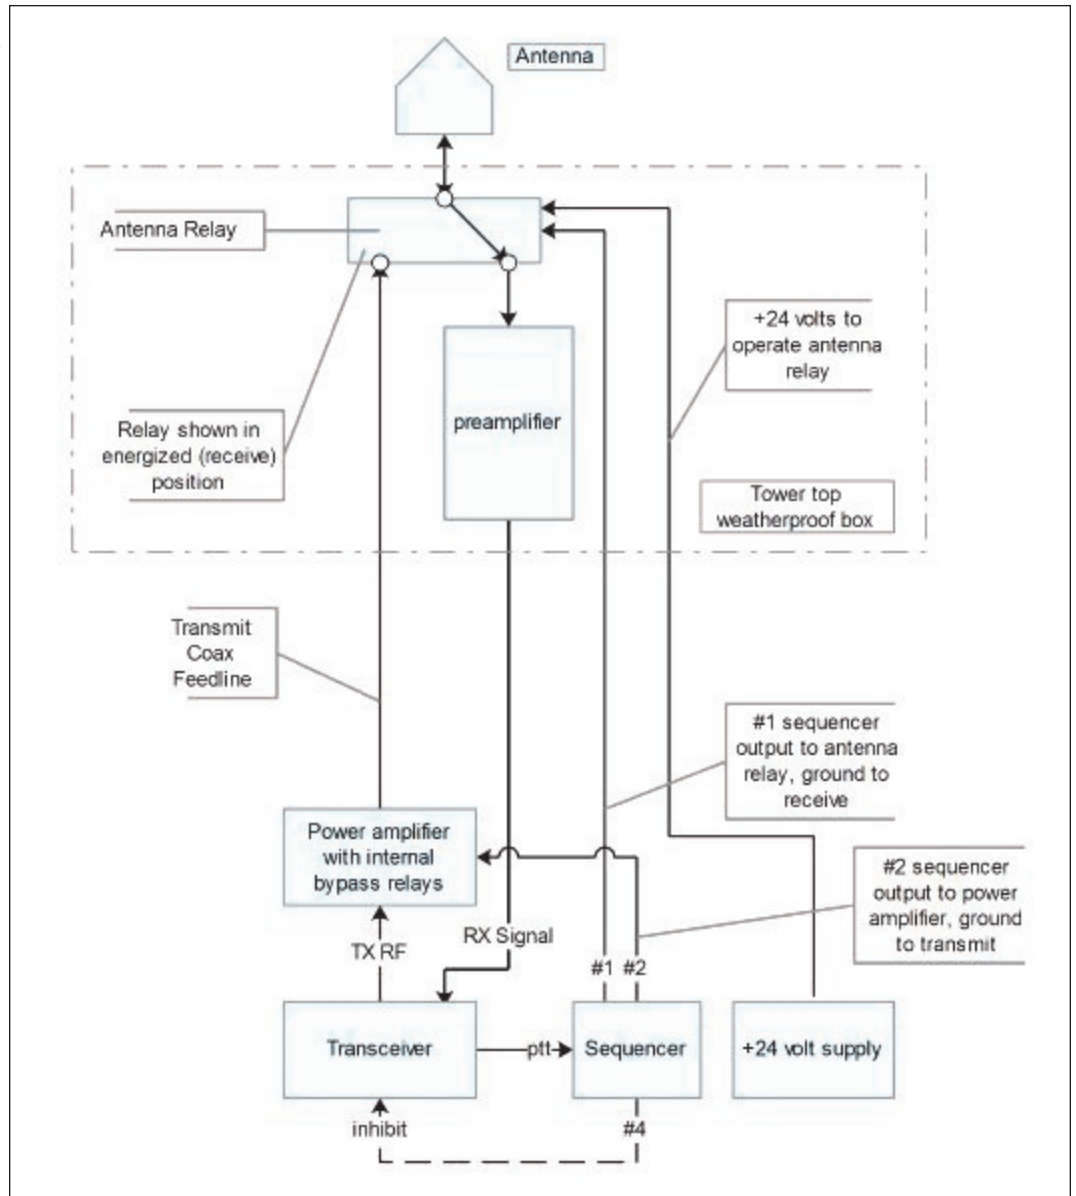 Antenna
Antenna Relay
+24 volts to
operate antenna
relay
preamplifier
Relay shown in
energized (receive)
position
Tower top
weatherproof box
Transmit
Coax
Feedline
#1 sequencer
output to antenna
relay, ground to
receive
Power amplifier
with internal
bypass relays
#2 sequencer
output to power
amplifier, ground
to transmit
RX Signal
TX RF
#1
#2
Transceiver
ptt
Sequencer
+24 volt supply
inhibit
#4